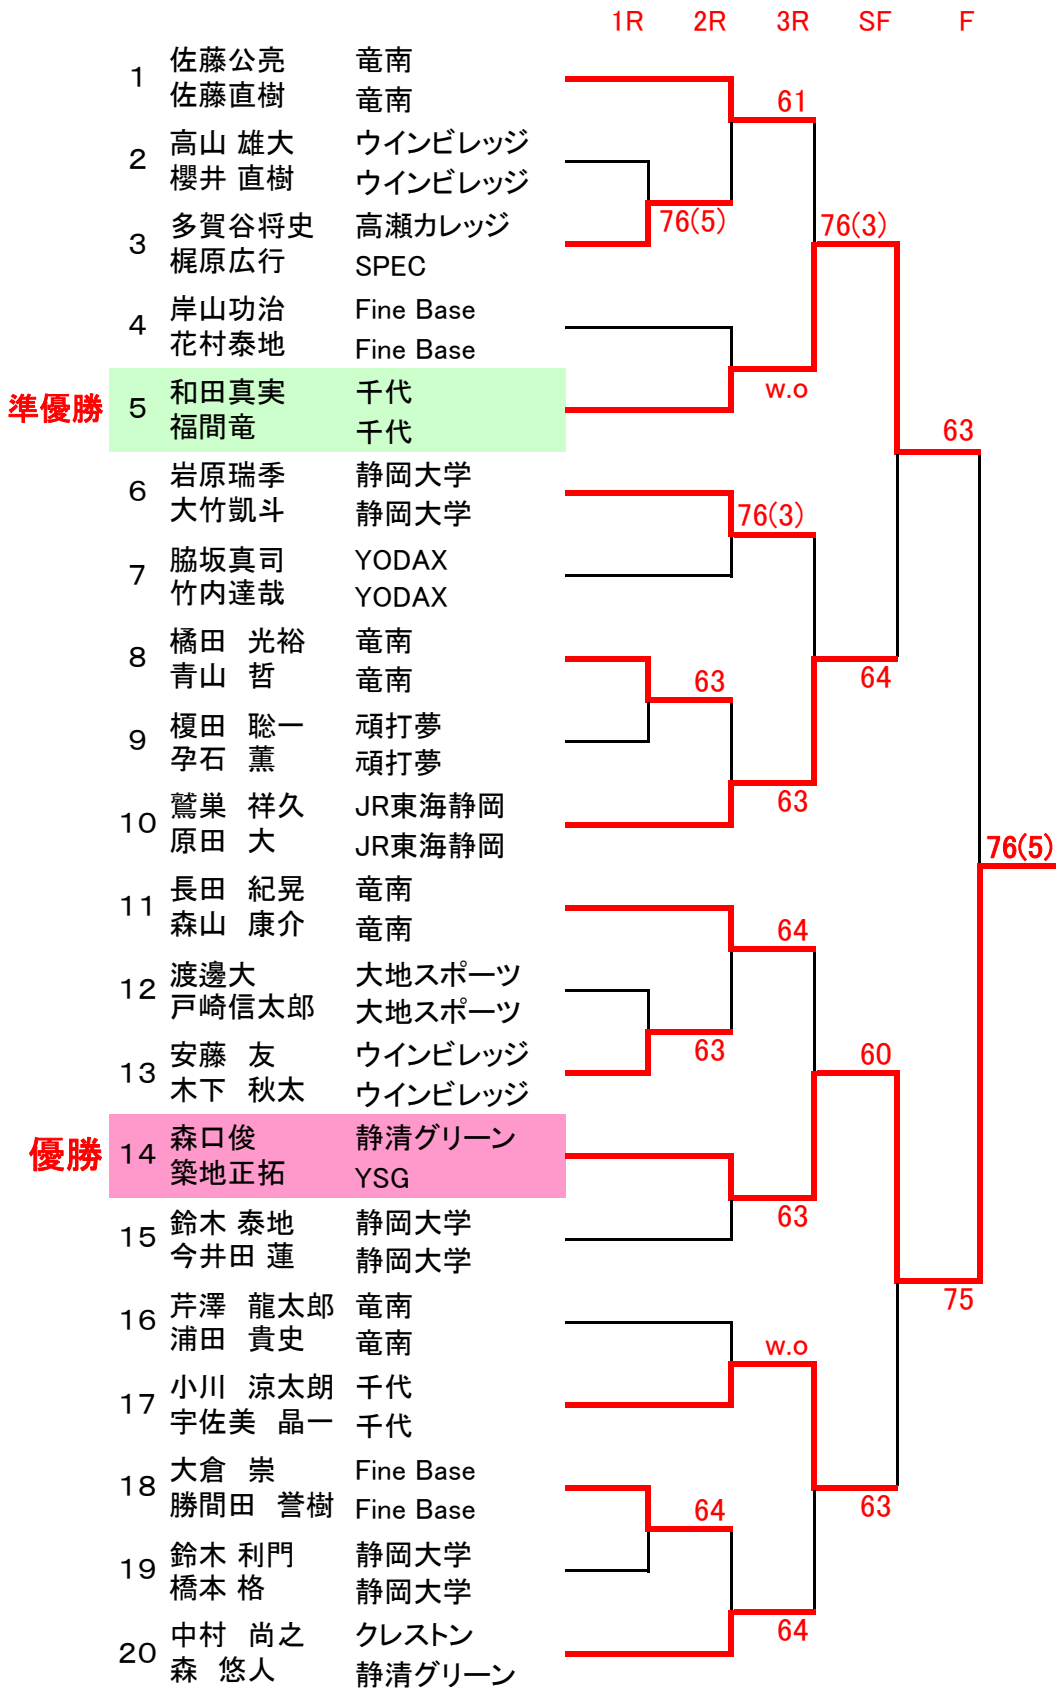 1R 2R 3R SF F
1 佐藤公亮 竜南
佐藤直樹 竜南
61
2 高山 雄大 ウインビレッジ
櫻井 直樹 ウインビレッジ
76(5)
3 多賀谷将史 高瀬カレッジ
梶原広行 SPEC
76(3)
4 岸山功治 Fine Base
花村泰地 Fine Base
w.o
準優勝 5 和田真実 千代
福間竜 千代
63
6 岩原瑞季 静岡大学
大竹凱斗 静岡大学
76(3)
7 脇坂真司 YODAX
竹内達哉 YODAX
8 橘田 光裕 竜南
青山 哲 竜南
63
64
9 榎田 聡一 頑打夢
孕石 薫 頑打夢
63
10 鷲巣 祥久 JR東海静岡
原田 大 JR東海静岡
76(5)
11 長田 紀晃 竜南
森山 康介 竜南
64
12 渡邊大 大地スポーツ
戸崎信太郎 大地スポーツ
63
13 安藤 友 ウインビレッジ
木下 秋太 ウインビレッジ
60
優勝 14 森口俊 静清グリーン
築地正拓 YSG
63
15 鈴木 泰地 静岡大学
今井田 蓮 静岡大学
75
16 芹澤 龍太郎 竜南
浦田 貴史 竜南
w.o
17 小川 涼太朗 千代
宇佐美 晶一 千代
18 大倉 崇 Fine Base
勝間田 誉樹 Fine Base
64
63
19 鈴木 利門 静岡大学
橋本 格 静岡大学
64
20 中村 尚之 クレストン
森 悠人 静清グリーン